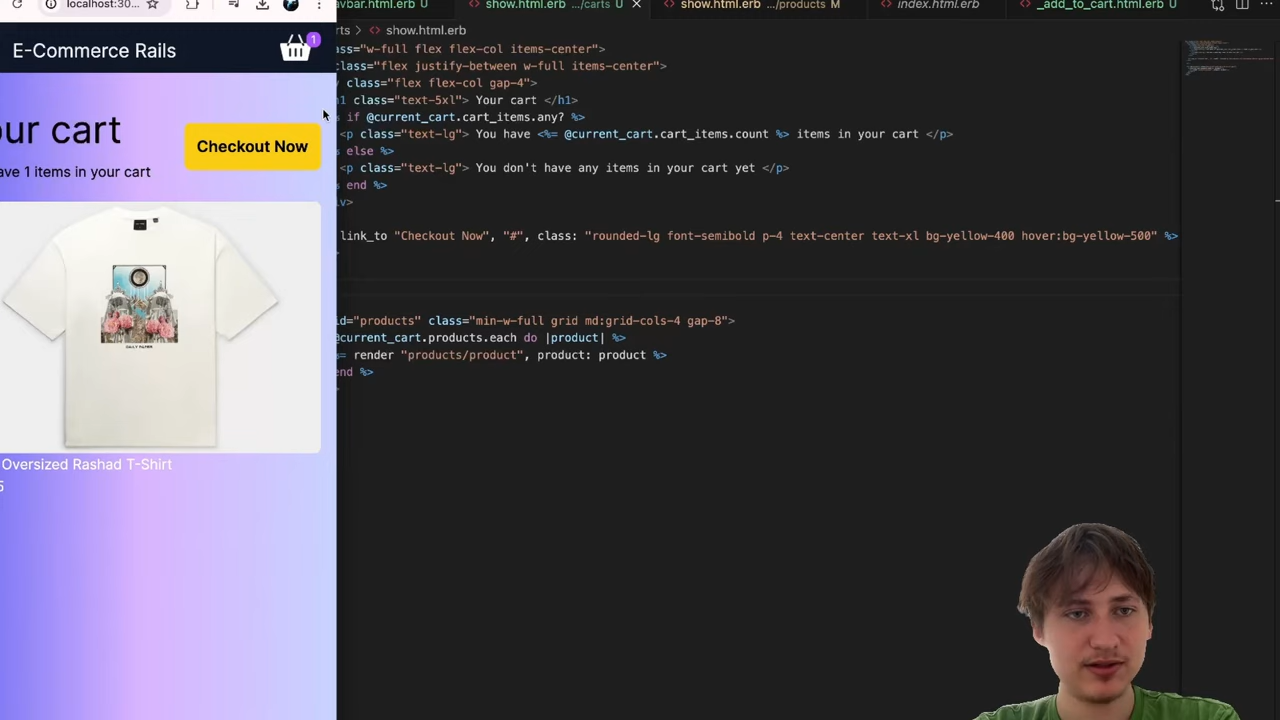 localhost:30...
E-Commerce Rails
1
our cart
ave 1 items in your cart
Checkout Now
DAILY PAPER
Oversized Rashad T-Shirt
avbar.html.erb U
show.html.erb .../carts U
show.html.erb .../products M
index.html.erb
_add_to_cart.html.erb U
rts > show.html.erb
ass="w-full flex flex-col items-center">
class="flex justify-between w-full items-center">
class="flex flex-col gap-4">
1 class="text-5xl"> Your cart </h1>
if @current_cart.cart_items.any? %>
<p class="text-lg"> You have <%= @current_cart.cart_items.count %> items in your cart </p>
else %>
<p class="text-lg"> You don't have any items in your cart yet </p>
end %>
iv>
link_to "Checkout Now", "#", class: "rounded-lg font-semibold p-4 text-center text-xl bg-yellow-400 hover:bg-yellow-500" %>
id="products" class="min-w-full grid md:grid-cols-4 gap-8">
@current_cart.products.each do |product| %>
= render "products/product", product: product %>
end %>